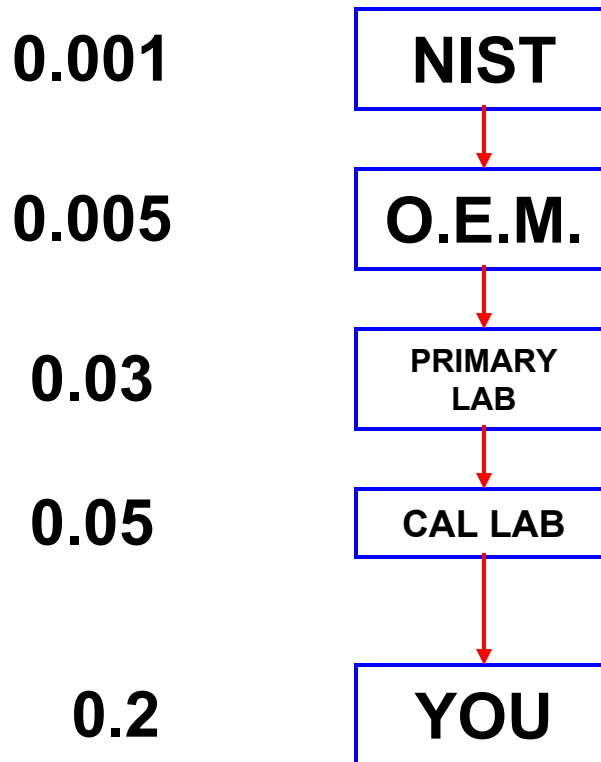 0.001 NIST
0.005 O.E.M.
0.03 PRIMARY
LAB
0.05 CAL LAB
0.2 YOU